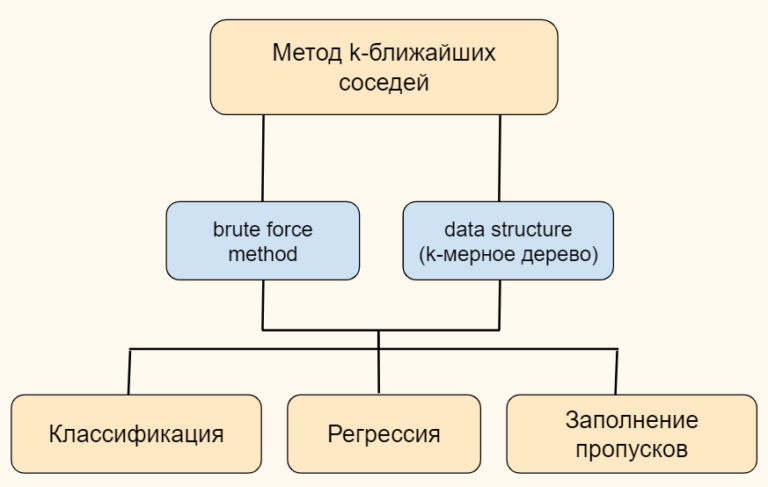 Метод k-ближайших
соседей
brute force
method
data structure
(k-мерное дерево)
Классификация
Регрессия
Заполнение
пропусков